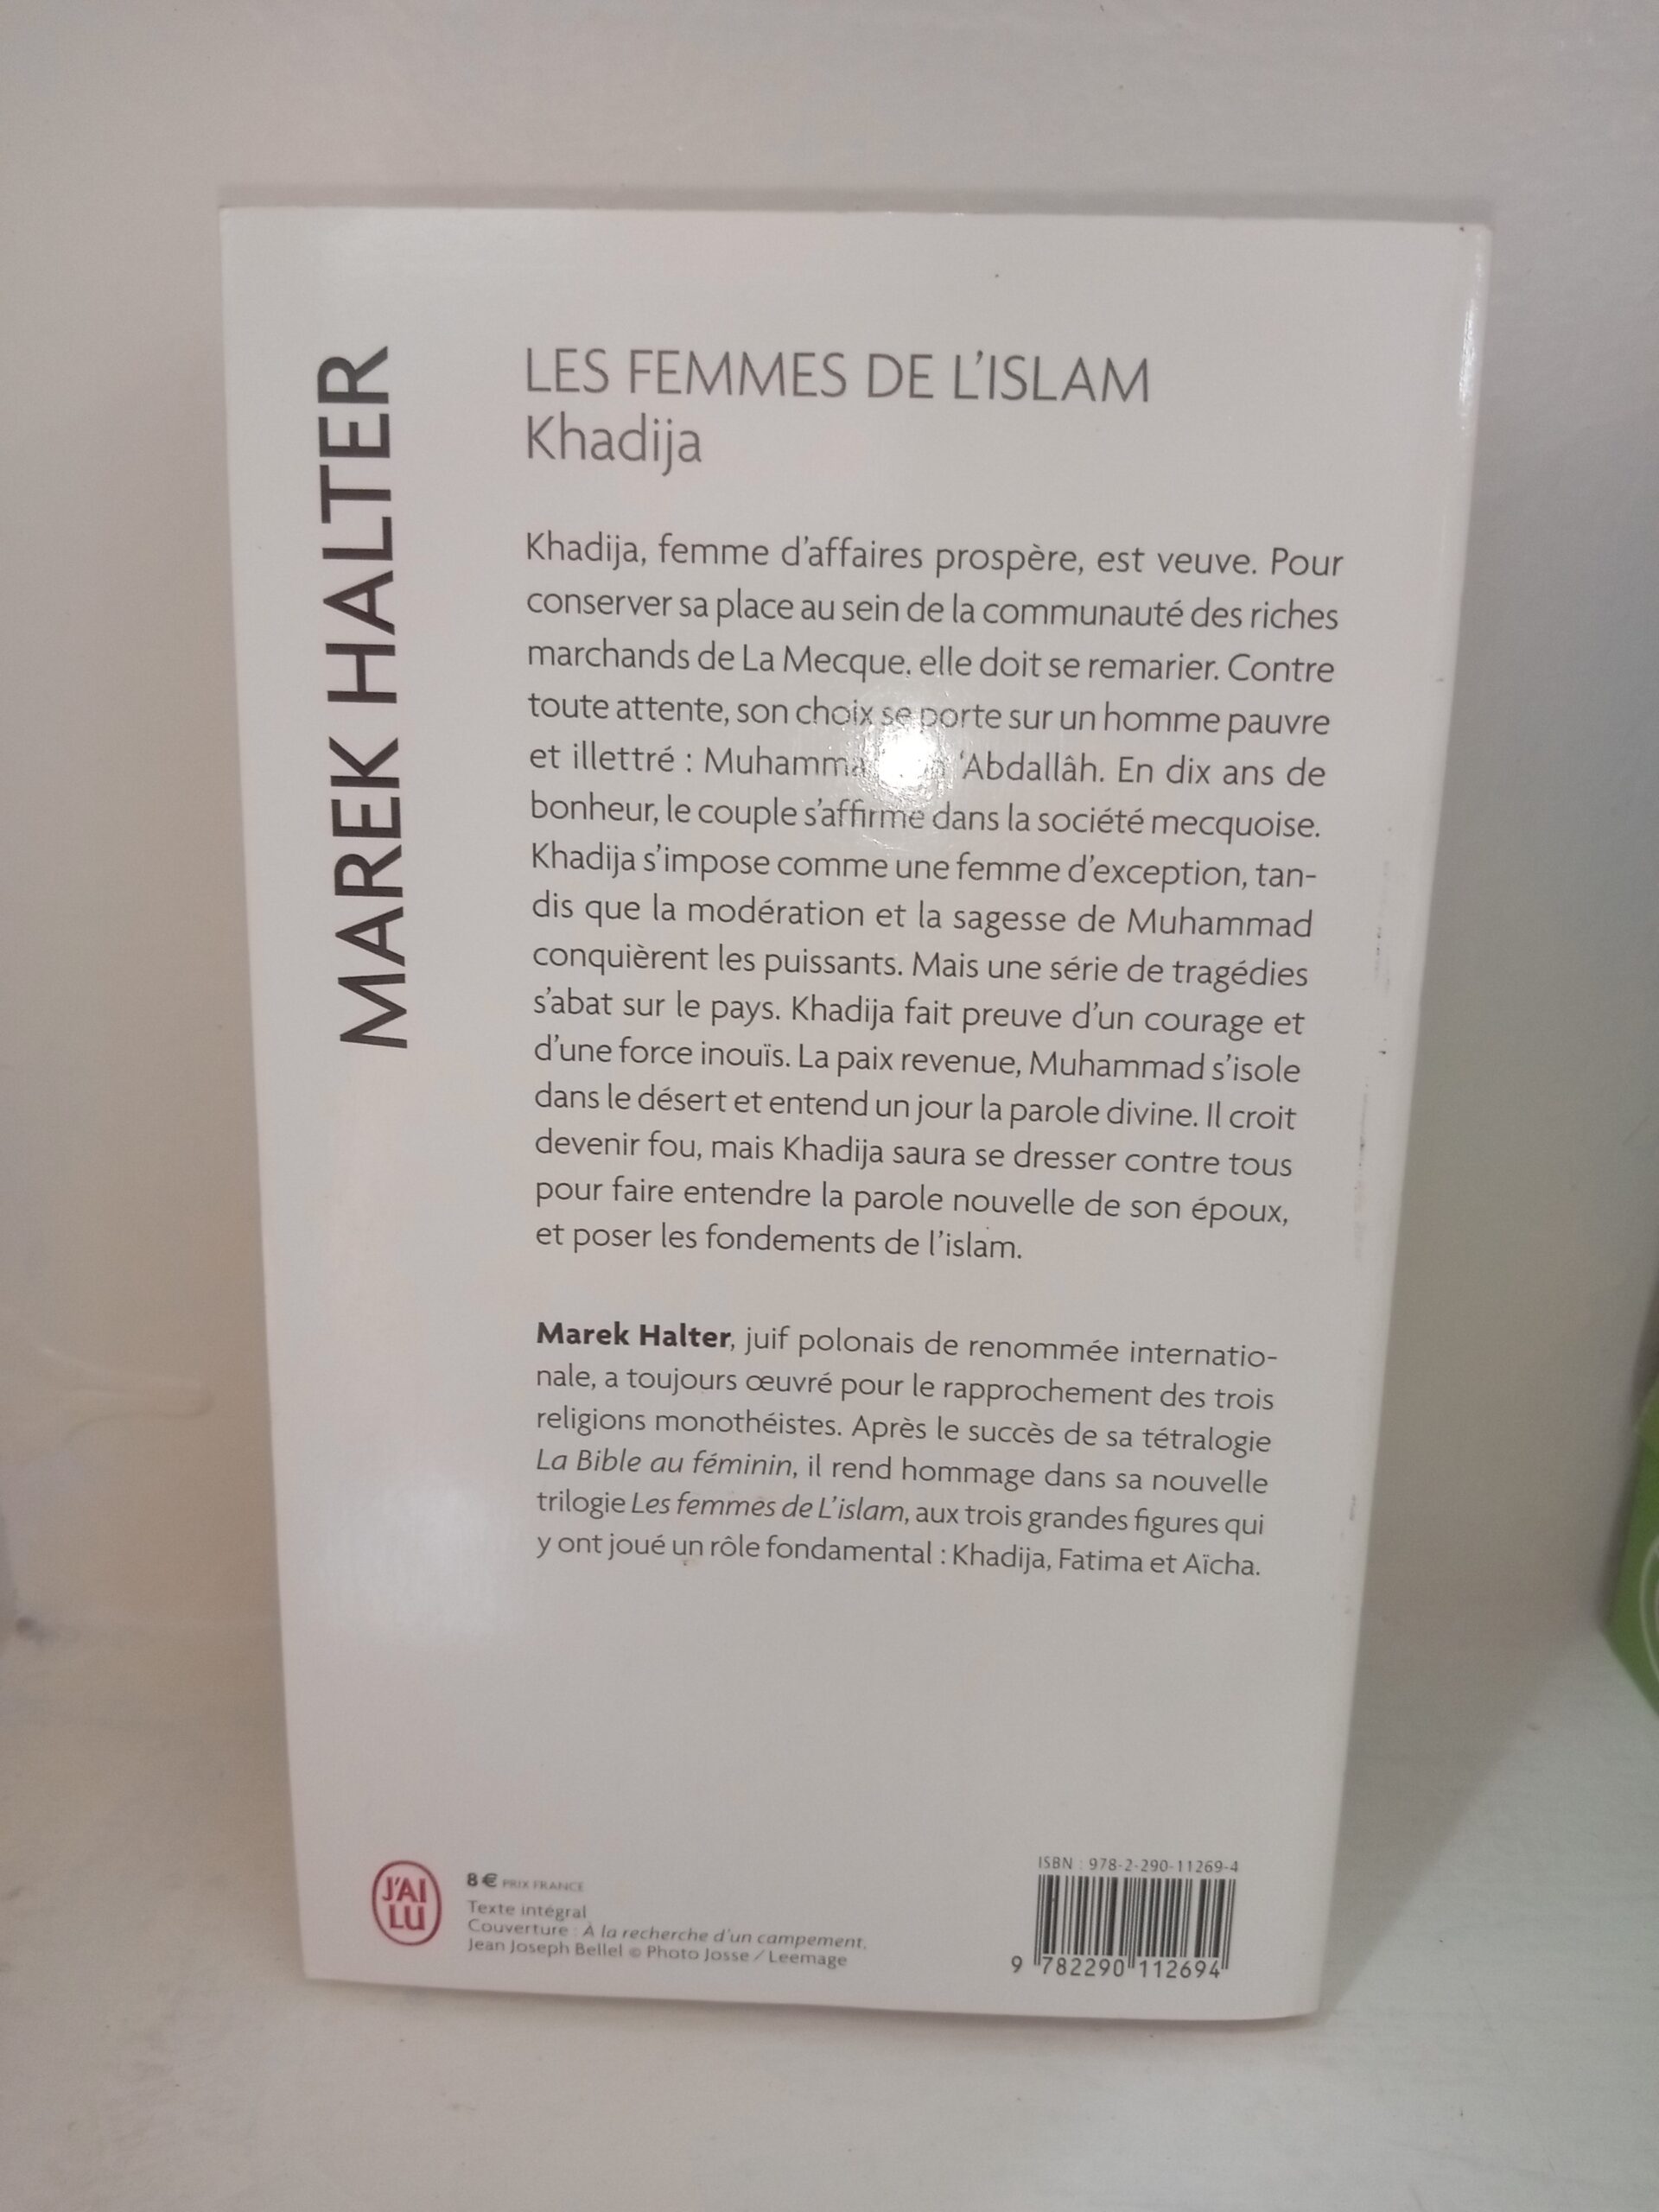 MAREK HALTER
LES FEMMES DE L'ISLAM
Khadija
Khadija, femme d'affaires prospère, est veuve. Pour
conserver sa place au sein de la communauté des riches
marchands de La Mecque, elle doit se remarier. Contre
toute attente, son choix se porte sur un homme pauvre
et illettré : 'Abdallâh. En dix ans de
bonheur, le couple s'affirme dans la société mecquoise.
Khadija s'impose comme une femme d'exception, tan-
dis que la modération et la sagesse de Muhammad
conquièrent les puissants. Mais une série de tragédies
s'abat sur le pays. Khadija fait preuve d'un courage et
d'une force inouïs. La paix revenue, Muhammad s'isole
dans le désert et entend un jour la parole divine. Il croit
devenir fou, mais Khadija saura se dresser contre tous
pour faire entendre la parole nouvelle de son époux,
et poser les fondements de l'islam.
Marek Halter, juif polonais de renommée internatio-
nale, a toujours œuvré pour le rapprochement des trois
religions monothéistes. Après le succès de sa tétralogie
La Bible au féminin, il rend hommage dans sa nouvelle
trilogie Les femmes de L'islam, aux trois grandes figures qui
y ont joué un rôle fondamental : Khadija, Fatima et Aïcha.
J'AI
LU
8 € PRIX FRANCE
Texte intégral
Couverture : À la recherche d'un campement,
Jean Joseph Bellel © Photo Josse / Leemage
ISBN : 978-2-290-11269-4
9 782290 112694